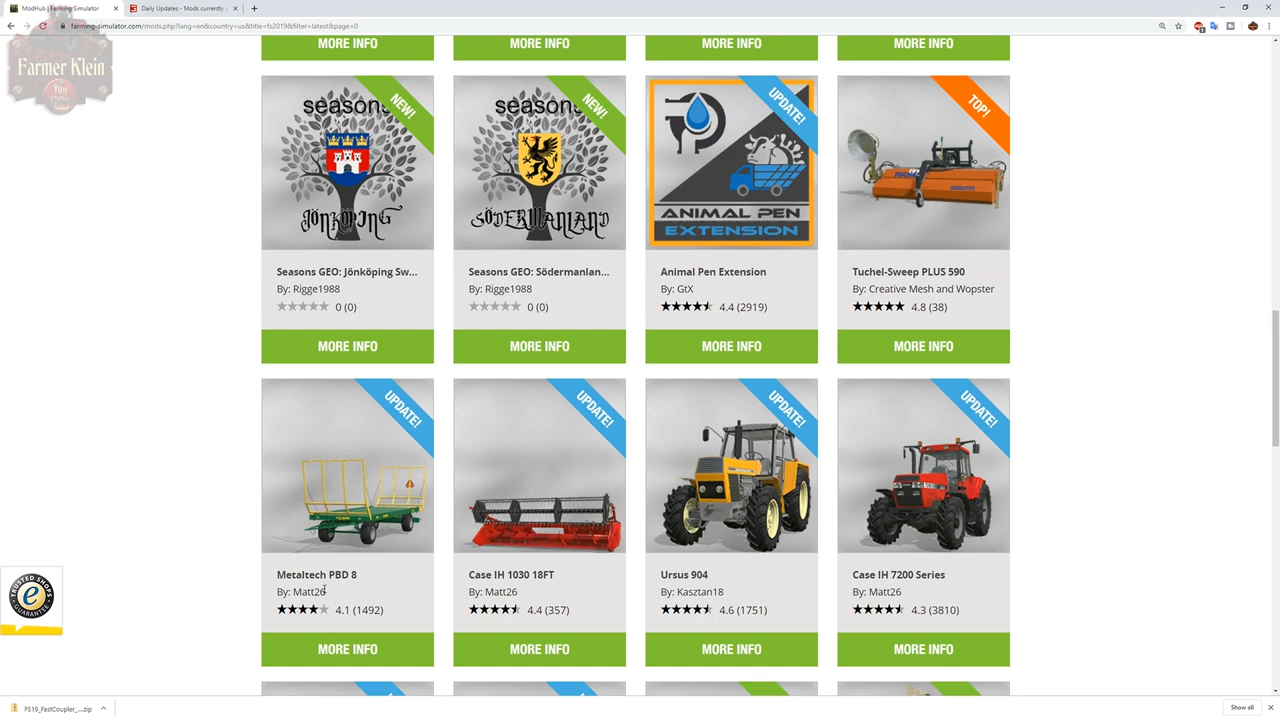 ModHub | Farming Simulator
Daily Updates - Mods currently i
farming-simulator.com/mods.php?lang=en&country=us&title=fs2019&filter=latest&page=0
Farmer Klein
You
MORE INFO
MORE INFO
MORE INFO
MORE INFO
seasons
NEW!
JÖNKÖPING
seasons
NEW!
SÖDERMANLAND
UPDATE!
ANIMAL PEN
EXTENSION
TOP!
Seasons GEO: Jönköping Sw...
Seasons GEO: Södermanlan...
Animal Pen Extension
Tuchel-Sweep PLUS 590
By: Rigge1988
By: Rigge1988
By: GtX
By: Creative Mesh and Wopster
0 (0)
0 (0)
4.4 (2919)
4.8 (38)
MORE INFO
MORE INFO
MORE INFO
MORE INFO
UPDATE!
UPDATE!
UPDATE!
UPDATE!
Metaltech PBD 8
Case IH 1030 18FT
Ursus 904
Case IH 7200 Series
By: Matt26
By: Matt26
By: Kasztan18
By: Matt26
4.1 (1492)
4.4 (357)
4.6 (1751)
4.3 (3810)
MORE INFO
MORE INFO
MORE INFO
MORE INFO
TRUSTED SHOPS
GUARANTEE
FS19_FastCoupler_....zip
Show all